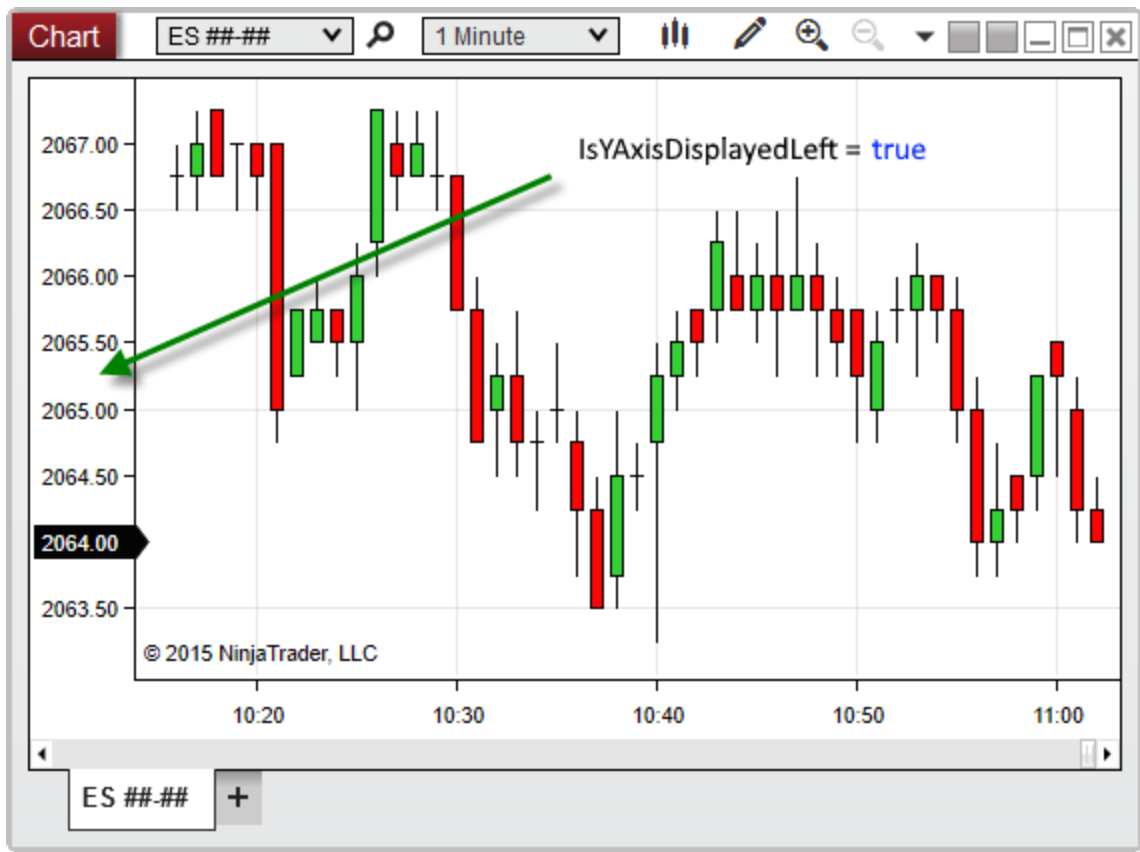 Chart
ES ##-##
1 Minute
IsYAxisDisplayedLeft = true
2067.00
2066.50
2066.00
2065.50
2065.00
2064.50
2064.00
2063.50
© 2015 NinjaTrader, LLC
10:20 10:30 10:40 10:50 11:00
ES ##-## +